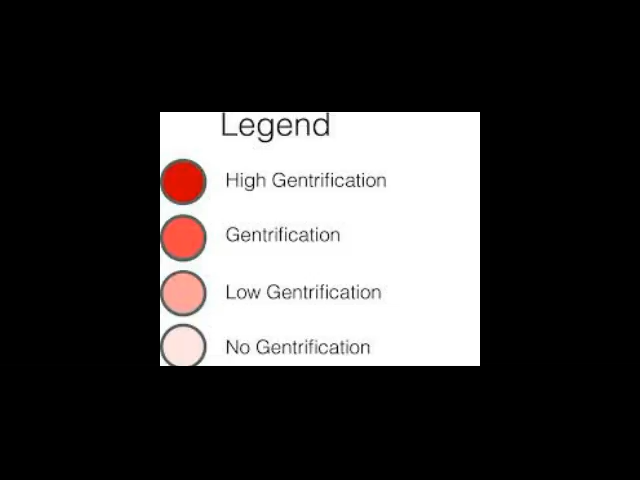 Legend
High Gentrification
Gentrification
Low Gentrification
No Gentrification